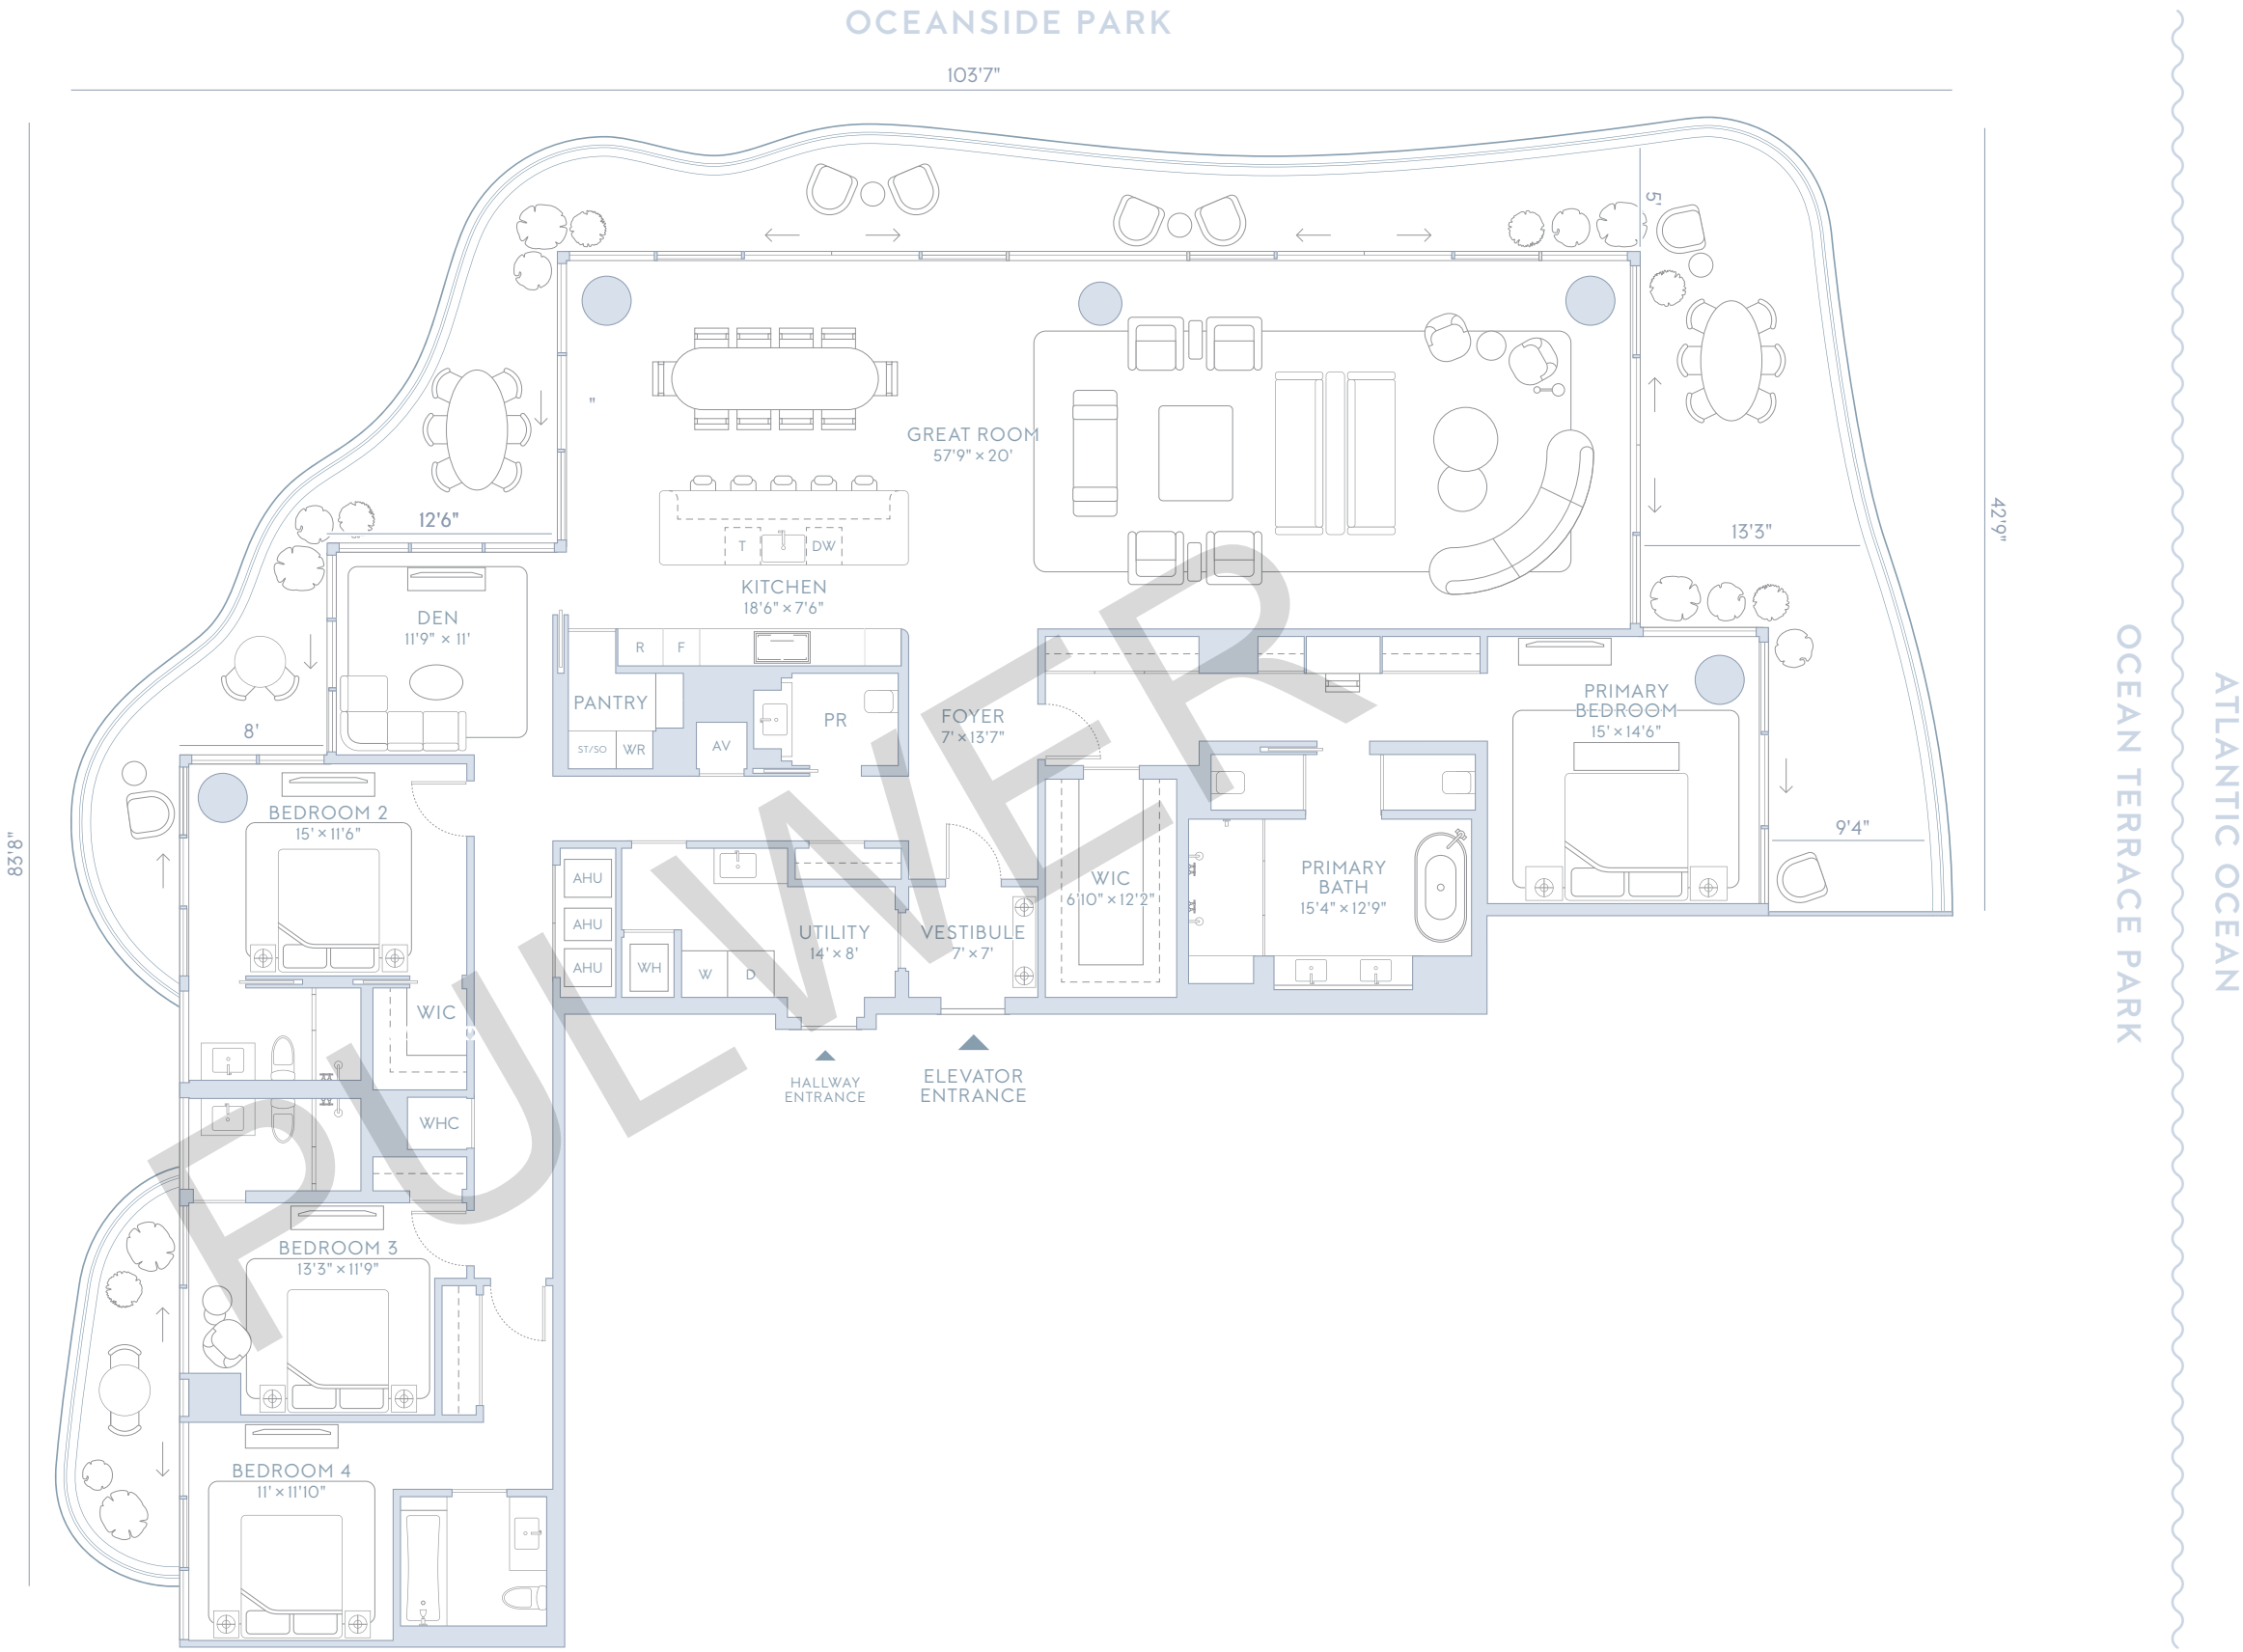 OCEANSIDE PARK
103'7"
5'
"
GREAT ROOM
57'9" × 20'
12'6"
T
DW
13'3"
42'9"
KITCHEN
18'6" × 7'6"
DEN
11'9" × 11'
R
F
PANTRY
ST/SO
WR
AV
PR
FOYER
7' × 13'7"
PRIMARY
BEDROOM
15' × 14'6"
8'
BEDROOM 2
15' × 11'6"
83'8"
9'4"
AHU
AHU
AHU
WH
W
D
UTILITY
14' × 8'
VESTIBULE
7' × 7'
WIC
6'10" × 12'2"
PRIMARY
BATH
15'4" × 12'9"
OCEAN TERRACE PARK
ATLANTIC OCEAN
WIC
HALLWAY
ENTRANCE
ELEVATOR
ENTRANCE
WHC
BEDROOM 3
13'3" × 11'9"
BEDROOM 4
11' × 11'10"
PULWER